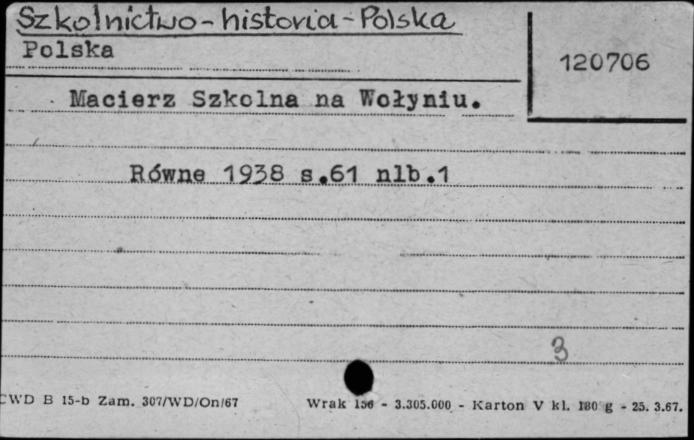 Szkolnictwo - historia - Polska
Polska
120706
Macierz Szkolna na Wołyniu.
Równe 1938 s.61 nlb.1
3
CWD B 15-b Zam. 307/WD/On/67
Wrak 156 - 3.305.000 - Karton V kl. 180 g - 25. 3.67.